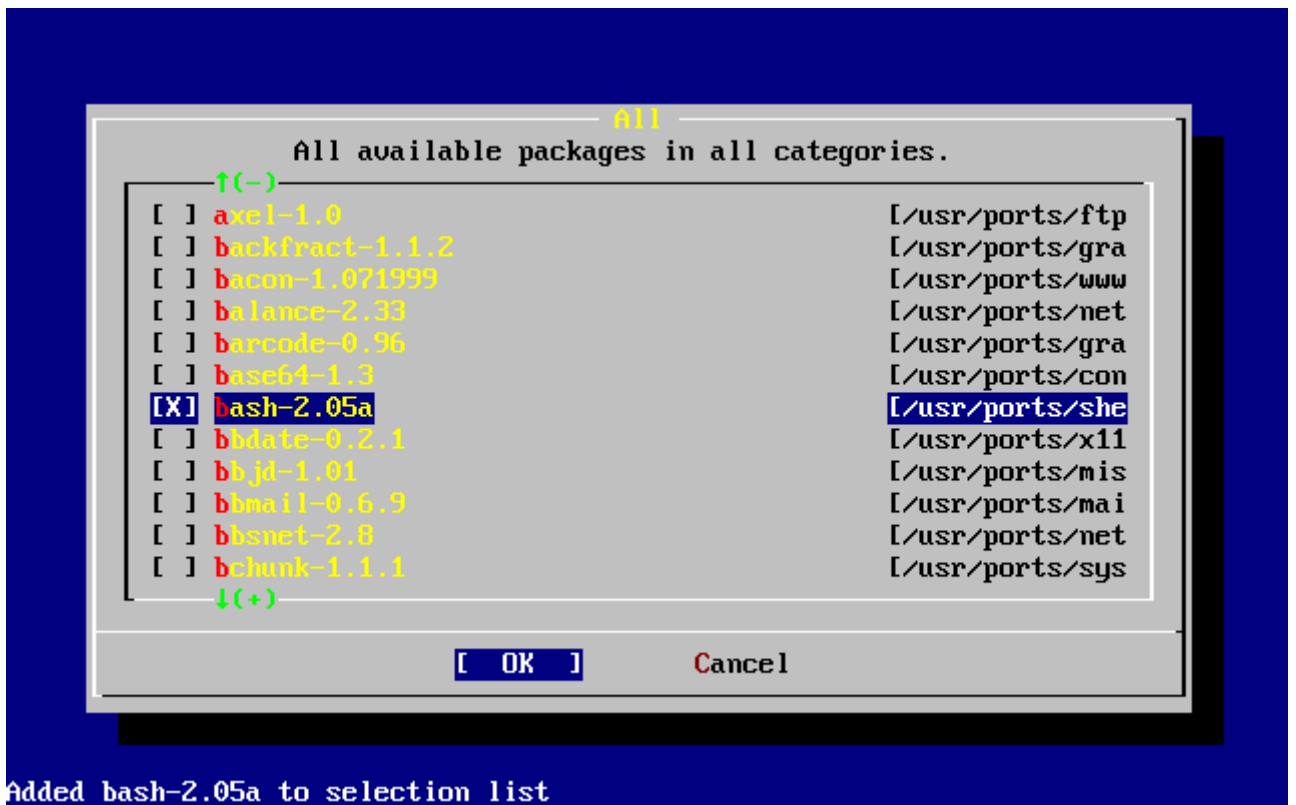 All
All available packages in all categories.
↑(-)
[ ] axel-1.0 [/usr/ports/ftp
[ ] backfract-1.1.2 [/usr/ports/gra
[ ] bacon-1.071999 [/usr/ports/www
[ ] balance-2.33 [/usr/ports/net
[ ] barcode-0.96 [/usr/ports/gra
[ ] base64-1.3 [/usr/ports/con
[X] bash-2.05a [/usr/ports/she
[ ] bbdate-0.2.1 [/usr/ports/x11
[ ] bbjd-1.01 [/usr/ports/mis
[ ] bbmail-0.6.9 [/usr/ports/mai
[ ] bbsnet-2.8 [/usr/ports/net
[ ] bchunk-1.1.1 [/usr/ports/sys
↓(+)
[ OK ] Cancel
Added bash-2.05a to selection list